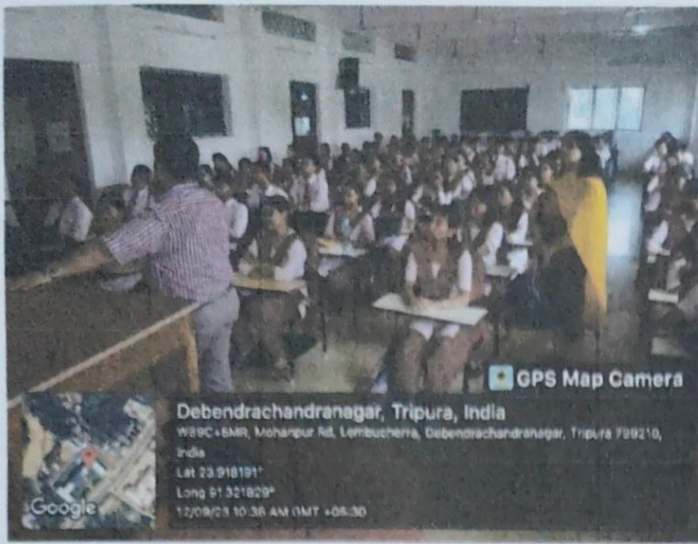 GPS Map Camera
Debendrachandranagar, Tripura, India
W89C+6MR, Mohanpur Rd, Lembucherra, Debendrachandranagar, Tripura 799210,
India
Lat 23.918191°
Long 91.321829°
12/09/23 10:36 AM GMT +05:30
Google